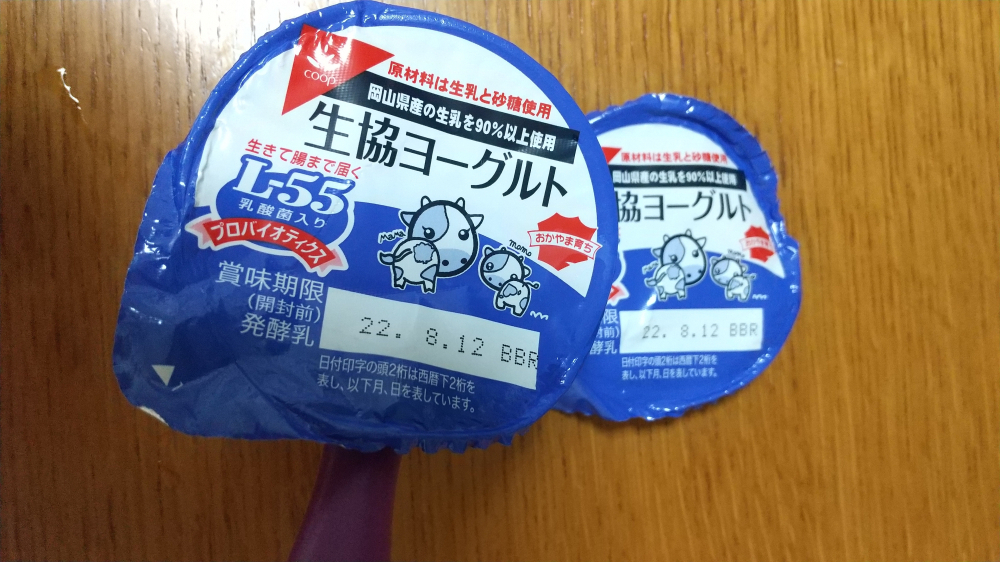 coop
原材料は生乳と砂糖使用
岡山県産の生乳を90%以上使用
生協ヨーグルト
生きて腸まで届く
L-55
乳酸菌入り
プロバイオティクス
MaMa
momo
おかやま育ち
賞味期限
(開封前)
発酵乳
22. 8.12 BBR
日付印字の頭2桁は西暦下2桁を
表し、以下月、日を表しています。
原材料は生乳と砂糖使用
岡山県産の生乳を90%以上使用
協ヨーグルト
限
封前)
酵乳
22. 8.12 BBR
日付印字の頭2桁は西暦下2桁を
表し、以下月、日を表しています。